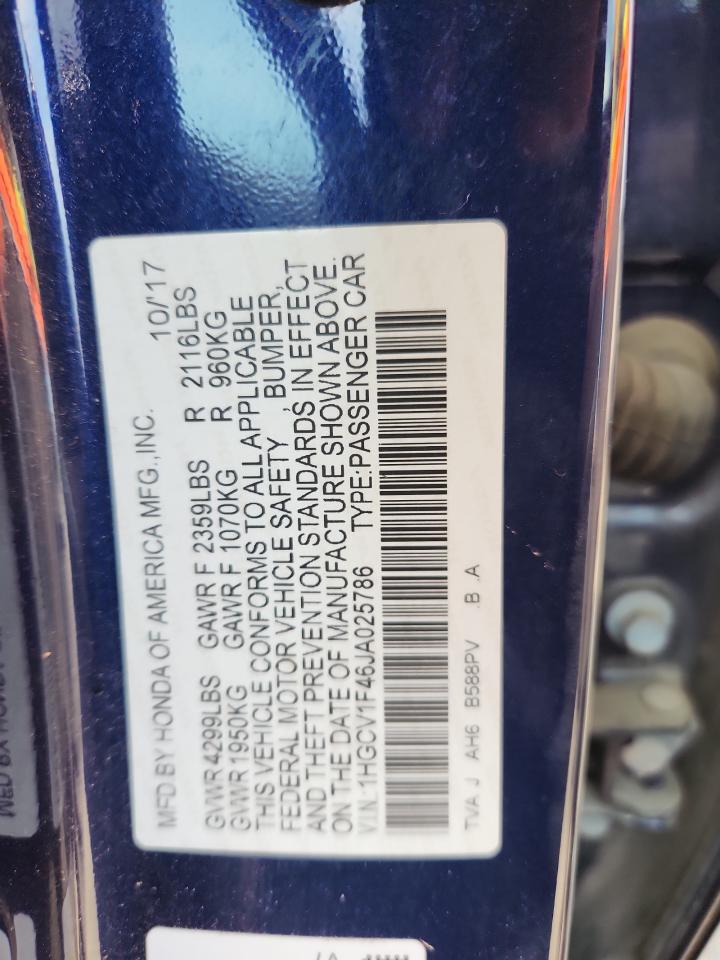 MFD BY HONDA OF AMERICA MFG.,INC. 10/'17
GVWR 4299LBS GAWR F 2359LBS R 2116LBS
GVWR 1950KG GAWR F 1070KG R 960KG
THIS VEHICLE CONFORMS TO ALL APPLICABLE
FEDERAL MOTOR VEHICLE SAFETY , BUMPER,
AND THEFT PREVENTION STANDARDS IN EFFECT
ON THE DATE OF MANUFACTURE SHOWN ABOVE.
V.I.N.:1HGCV1F46JA025786 TYPE:PASSENGER CAR
TVA J AH6 B588PV .B .A